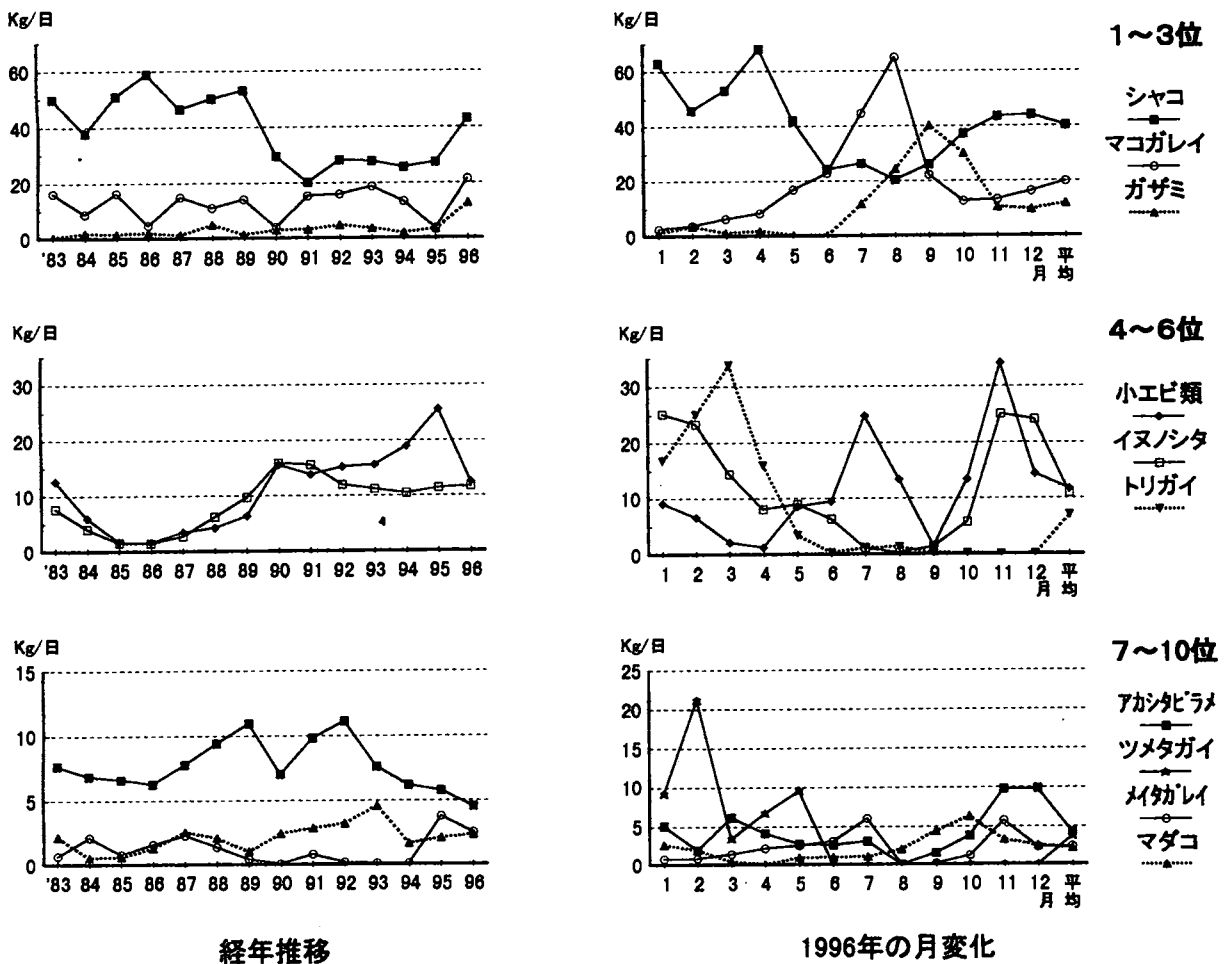 Kg/日
60
40
20
0
'83 84 85 86 87 88 89 90 91 92 93 94 95 96
Kg/日
60
40
20
0
1 2 3 4 5 6 7 8 9 10 11 12 平
月 均
1~3位
シャコ
マコガレイ
ガザミ
Kg/日
30
20
10
0
'83 84 85 86 87 88 89 90 91 92 93 94 95 96
Kg/日
30
20
10
0
1 2 3 4 5 6 7 8 9 10 11 12 平
月 均
4~6位
小エビ類
イヌノシタ
トリガイ
Kg/日
15
10
5
0
'83 84 85 86 87 88 89 90 91 92 93 94 95 96
Kg/日
25
20
15
10
5
0
1 2 3 4 5 6 7 8 9 10 11 12 平
月 均
7~10位
アカシタビラメ
ツメタガイ
メイタガレイ
マダコ
経年推移
1996年の月変化